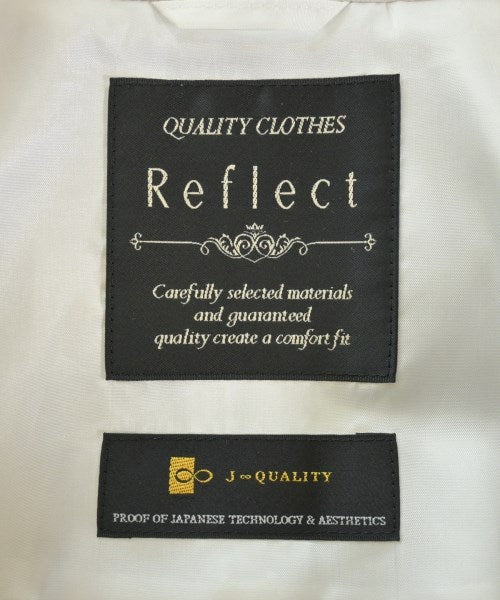 QUALITY CLOTHES
Reflect
Carefully selected materials
and guaranteed
quality create a comfort fit
J∞QUALITY
PROOF OF JAPANESE TECHNOLOGY & AESTHETICS